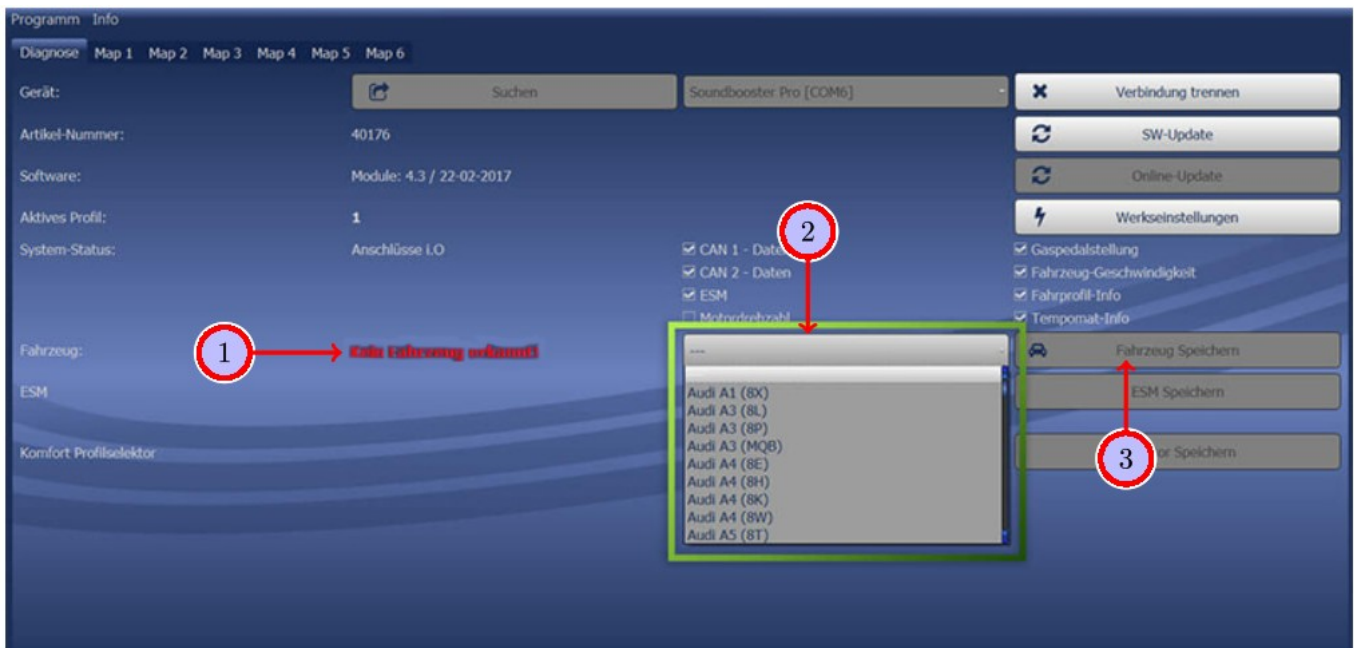 Programm Info
Diagnose Map 1 Map 2 Map 3 Map 4 Map 5 Map 6
Gerät: Suchen Soundbooster Pro [COM6] Verbindung trennen
Artikel-Nummer: 40176 SW-Update
Software: Module: 4.3 / 22-02-2017 Online-Update
Aktives Profil: 1 Werkseinstellungen
2
System-Status: Anschlüsse i.O CAN 1 - Daten Gaspedalstellung
CAN 2 - Daten Fahrzeug-Geschwindigkeit
ESM Fahrprofil-Info
Motordrehzahl Tempomat-Info
Fahrzeug: 1 Kein Fahrzeug erkannt! --- Fahrzeug Speichern
Audi A1 (8X)
ESM ESM Speichern
Audi A3 (8L)
Audi A3 (8P)
Audi A3 (MQB)
Komfort Profilselektor 3 or Speichern
Audi A4 (8E)
Audi A4 (8H)
Audi A4 (8K)
Audi A4 (8W)
Audi A5 (8T)